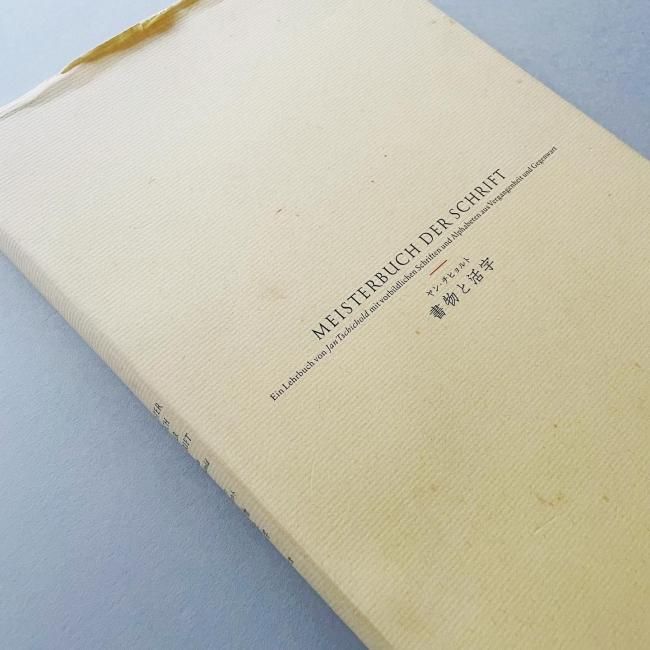 MEISTERBUCH DER SCHRIFT
Ein Lehrbuch von Jan Tschichold mit vorbildlichen Schriften und Alphabeten aus Vergangenheit und Gegenwart
ヤン・チヒョルト
書物と活字